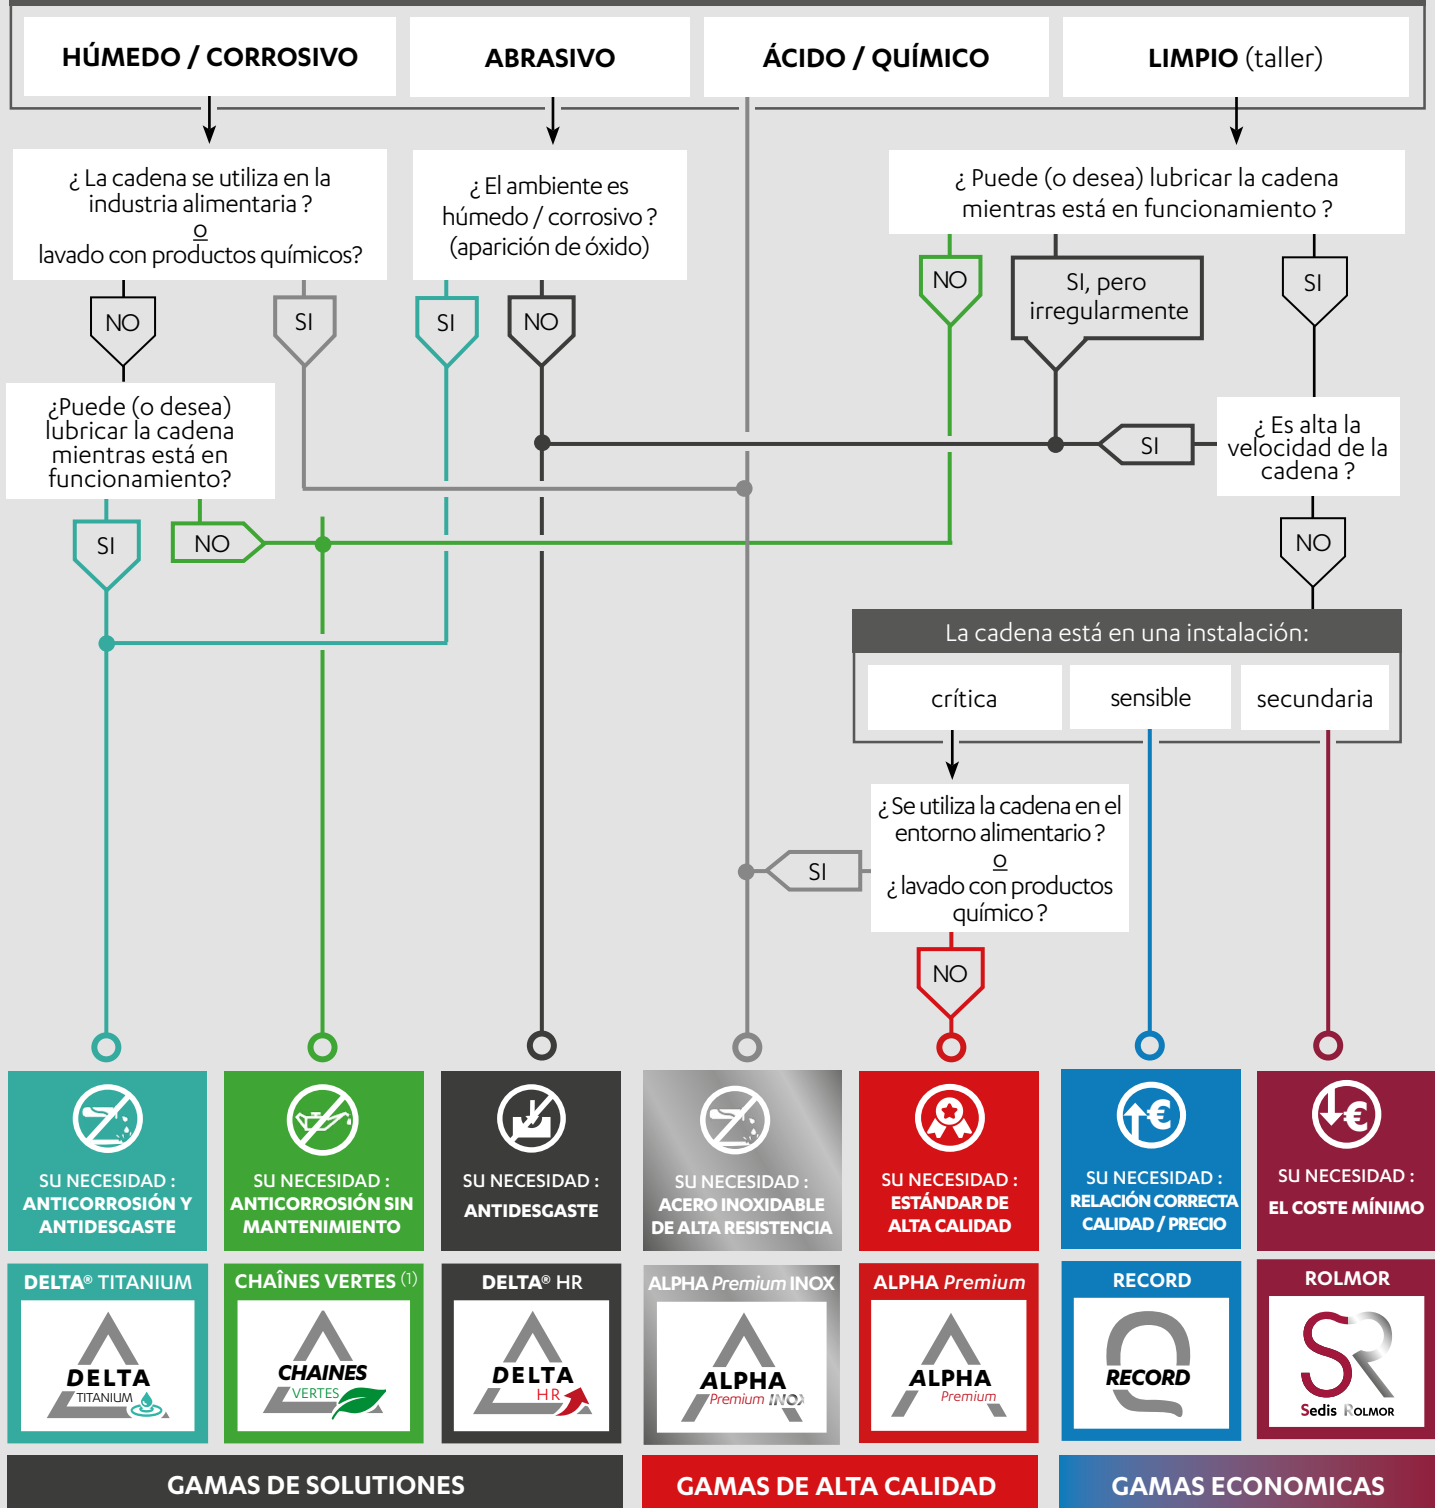 HÚMEDO / CORROSIVO
ABRASIVO
ÁCIDO / QUÍMICO
LIMPIO (taller)
¿ La cadena se utiliza en la
industria alimentaria ?
o
lavado con productos químicos?
¿ El ambiente es
húmedo / corrosivo ?
(aparición de óxido)
¿ Puede (o desea) lubricar la cadena
mientras está en funcionamiento ?
NO
SI
SI
NO
NO
SI, pero
irregularmente
SI
¿Puede (o desea)
lubricar la cadena
mientras está en
funcionamiento?
SI
¿ Es alta la
velocidad de la
cadena ?
SI
NO
NO
La cadena está en una instalación:
crítica
sensible
secundaria
¿ Se utiliza la cadena en el
entorno alimentario ?
o
¿ lavado con productos
químico ?
SI
NO
SU NECESIDAD :
ANTICORROSIÓN Y
ANTIDESGASTE
SU NECESIDAD :
ANTICORROSIÓN SIN
MANTENIMIENTO
SU NECESIDAD :
ANTIDESGASTE
SU NECESIDAD :
ACERO INOXIDABLE
DE ALTA RESISTENCIA
SU NECESIDAD :
ESTÁNDAR DE
ALTA CALIDAD
€
SU NECESIDAD :
RELACIÓN CORRECTA
CALIDAD / PRECIO
€
SU NECESIDAD :
EL COSTE MÍNIMO
DELTA® TITANIUM
DELTA
TITANIUM
CHAÎNES VERTES (1)
CHAINES
VERTES
DELTA® HR
DELTA
HR
ALPHA Premium INOX
ALPHA
Premium INOX
ALPHA Premium
ALPHA
Premium
RECORD
RECORD
ROLMOR
SR
Sedis ROLMOR
GAMAS DE SOLUTIONES
GAMAS DE ALTA CALIDAD
GAMAS ECONOMICAS